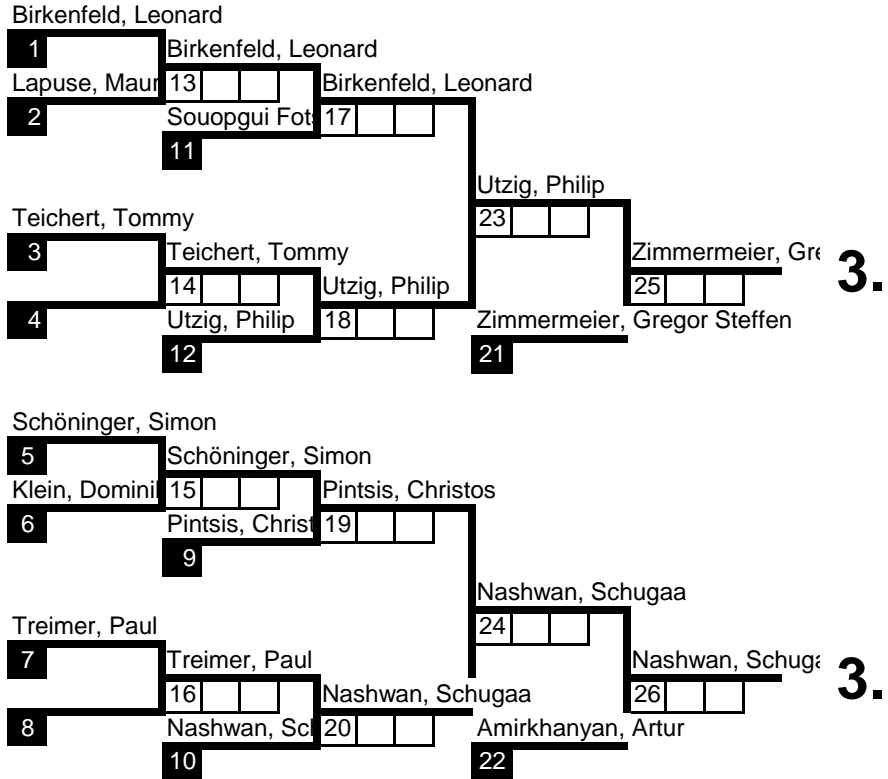 Birkenfeld, Leonard
1 Birkenfeld, Leonard
Lapuse, Maur 13 Birkenfeld, Leonard
2 Souopgui Fots 17
11
Utzig, Philip
Teichert, Tommy 23
3 Teichert, Tommy Zimmermeier, Gre 3.
14 Utzig, Philip 25
4 Utzig, Philip 18 Zimmermeier, Gregor Steffen
12 21
Schöninger, Simon
5 Schöninger, Simon
Klein, Dominik 15 Pintsis, Christos
6 Pintsis, Christ 19
9
Nashwan, Schugaa
Treimer, Paul 24
7 Treimer, Paul Nashwan, Schuga 3.
16 Nashwan, Schugaa 26
8 Nashwan, Sch 20 Amirkhanyan, Artur
10 22